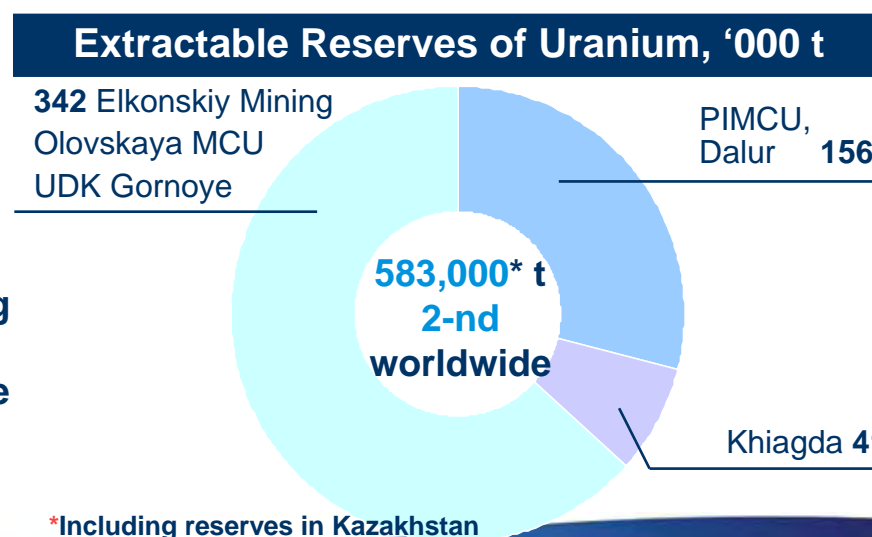 Extractable Reserves of Uranium, ‘000 t
342 Elkonskiy Mining
Olovskaya MCU
UDK Gornoye
PIMCU,
Dalur 156
583,000* t
2-nd
worldwide
Khiagda
*Including reserves in Kazakhstan